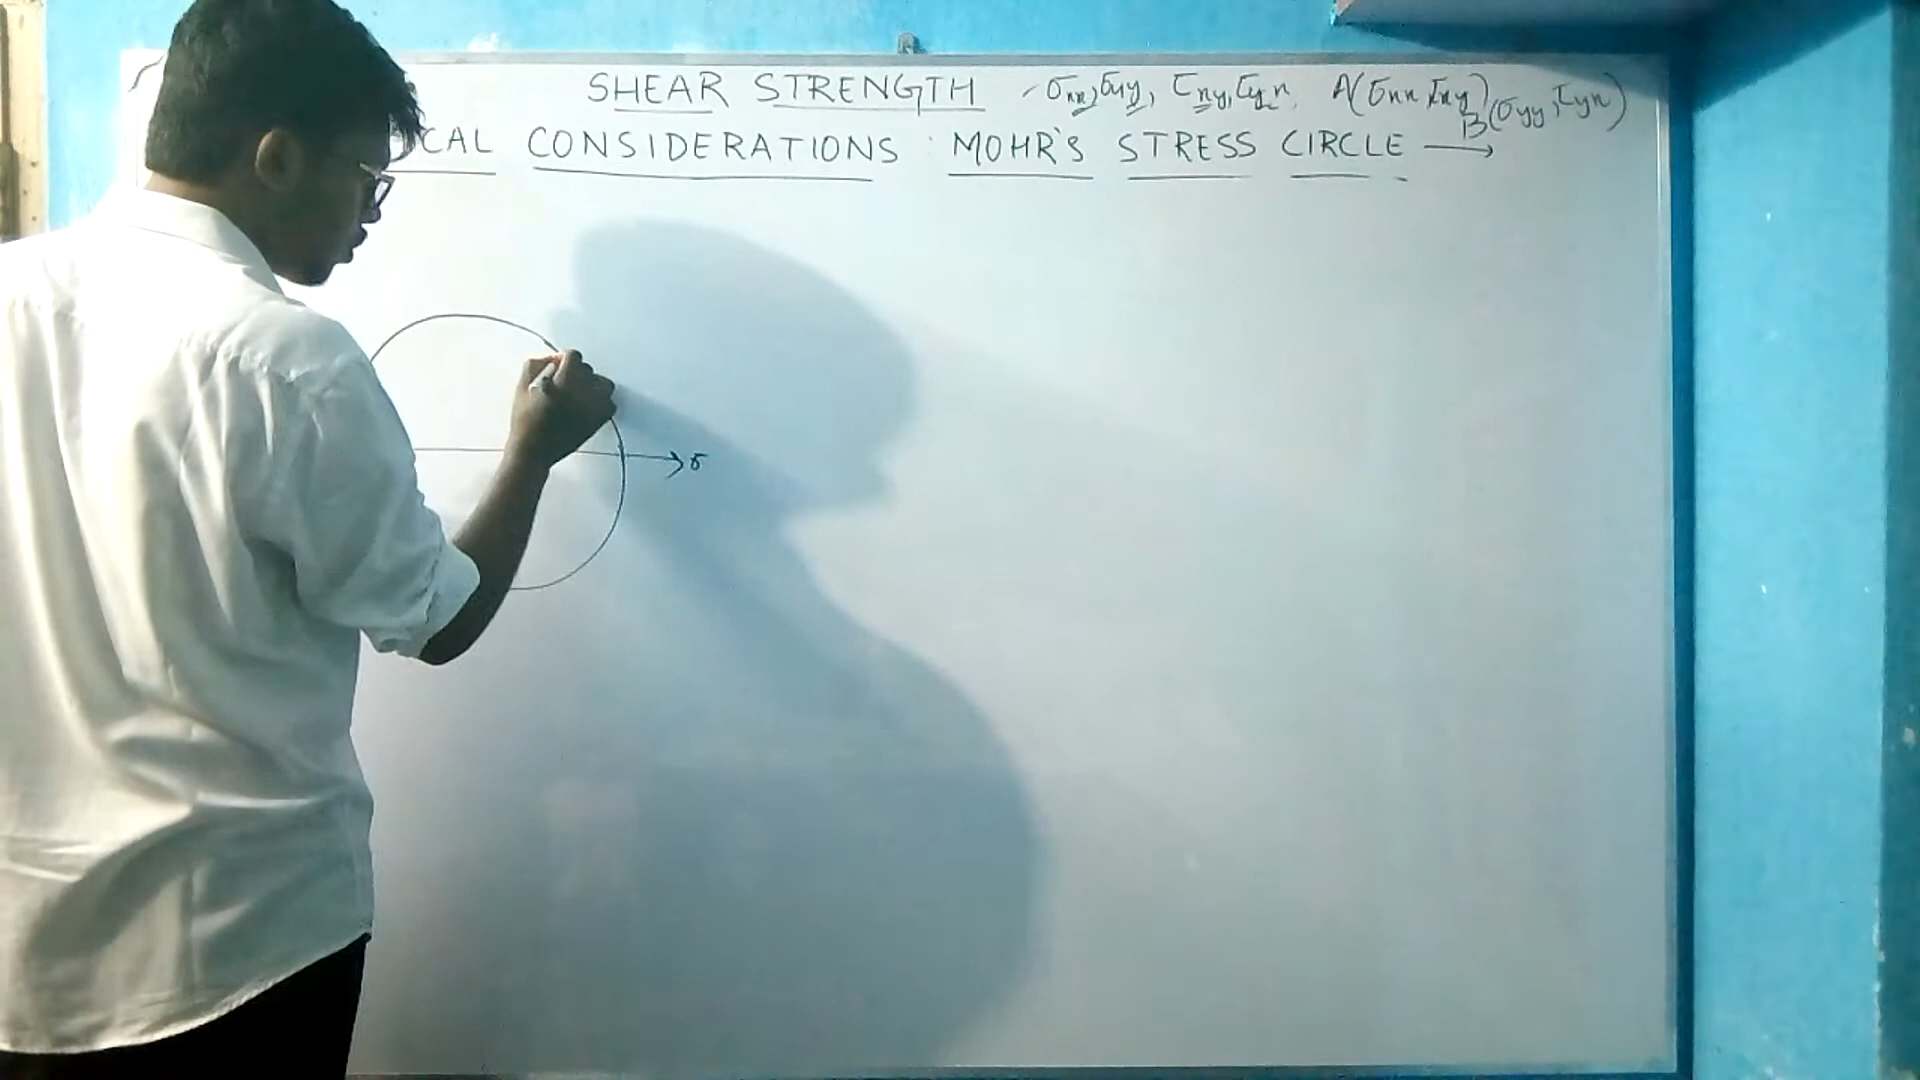 SHEAR STRENGTH - σxx, σyy, τxy, τyx, A(σxx, τxy) B(σyy, τyx)
CAL CONSIDERATIONS : MOHR'S STRESS CIRCLE →
σ